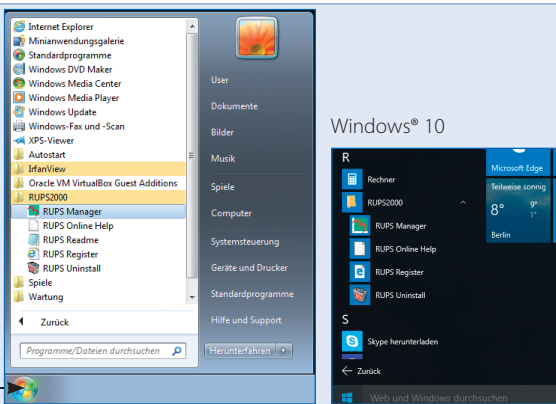 Internet Explorer
Minianwendungsgalerie
Standardprogramme
Windows DVD Maker
Windows Media Center
Windows Media Player
Windows Update
Windows-Fax und -Scan
XPS-Viewer
Autostart
IrfanView
Oracle VM VirtualBox Guest Additions
RUPS2000
RUPS Manager
RUPS Online Help
RUPS Readme
RUPS Register
RUPS Uninstall
Spiele
Wartung
Zurück
Programme/Dateien durchsuchen
User
Dokumente
Bilder
Musik
Spiele
Computer
Systemsteuerung
Geräte und Drucker
Standardprogramme
Hilfe und Support
Herunterfahren
Windows® 10
R
Rechner
RUPS2000
RUPS Manager
RUPS Online Help
RUPS Register
RUPS Uninstall
S
Skype herunterladen
Zurück
Web und Windows durchsuchen
Microsoft Edge
Teilweise sonnig
8° 9°
1°
Berlin